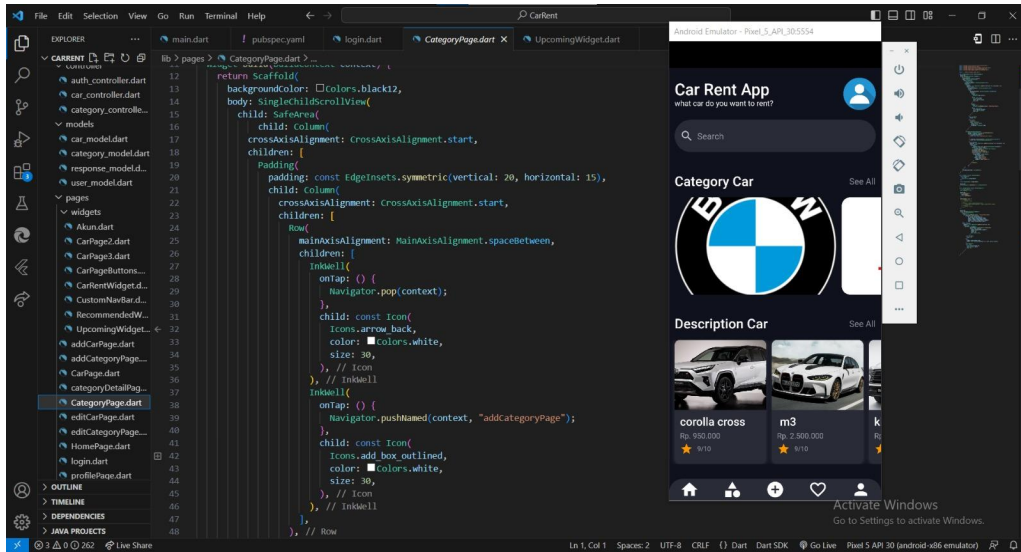 File Edit Selection View Go Run Terminal Help
CarRent
EXPLORER
main.dart
pubspec.yaml
login.dart
CategoryPage.dart
UpcomingWidget.dart
CARRENT
auth_controller.dart
car_controller.dart
category_controlle...
models
car_model.dart
category_model.dart
response_model.d...
user_model.dart
pages
widgets
Akun.dart
CarPage2.dart
CarPage3.dart
CarPageButtons....
CarRentWidget.d...
CustomNavBar.d...
RecommendedW...
UpcomingWidget...
addCarPage.dart
addCategoryPage....
CarPage.dart
categoryDetailPag...
CategoryPage.dart
editCarPage.dart
editCategoryPage....
HomePage.dart
login.dart
profilePage.dart
OUTLINE
TIMELINE
DEPENDENCIES
JAVA PROJECTS
lib > pages > CategoryPage.dart > ...
12 return Scaffold(
13 backgroundColor: Colors.black12,
14 body: SingleChildScrollView(
15 child: SafeArea(
16 child: Column(
17 crossAxisAlignment: CrossAxisAlignment.start,
18 children: [
19 Padding(
20 padding: const EdgeInsets.symmetric(vertical: 20, horizontal: 15),
21 child: Column(
22 crossAxisAlignment: CrossAxisAlignment.start,
23 children: [
24 Row(
25 mainAxisAlignment: MainAxisAlignment.spaceBetween,
26 children: [
27 InkWell(
28 onTap: () {
29 Navigator.pop(context);
30 },
31 child: const Icon(
32 Icons.arrow_back,
33 color: Colors.white,
34 size: 30,
35 ), // Icon
36 ), // InkWell
37 InkWell(
38 onTap: () {
39 Navigator.pushNamed(context, "addCategoryPage");
40 },
41 child: const Icon(
42 Icons.add_box_outlined,
43 color: Colors.white,
44 size: 30,
45 ), // Icon
46 ), // InkWell
47 ],
48 ), // Row
Android Emulator - Pixel_5_API_30:5554
Car Rent App
what car do you want to rent?
Search
Category Car
See All
BM
Description Car
See All
corolla cross
Rp. 950.000
9/10
m3
Rp. 2.500.000
9/10
k
Activate Windows
Go to Settings to activate Windows.
3 0 262 Live Share
Ln 1, Col 1 Spaces: 2 UTF-8 CRLF {} Dart Dart SDK Go Live Pixel 5 API 30 (android-x86 emulator)